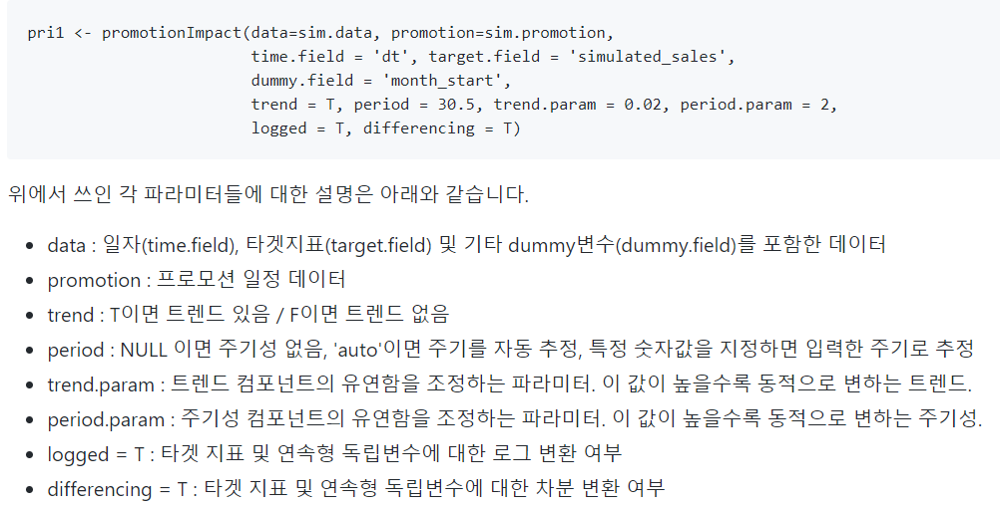 pri1 <- promotionImpact(data=sim.data, promotion=sim.promotion,
time.field = 'dt', target.field = 'simulated_sales',
dummy.field = 'month_start',
trend = T, period = 30.5, trend.param = 0.02, period.param = 2,
logged = T, differencing = T)
위에서 쓰인 각 파라미터들에 대한 설명은 아래와 같습니다.
• data : 일자(time.field), 타겟지표(target.field) 및 기타 dummy변수(dummy.field)를 포함한 데이터
• promotion : 프로모션 일정 데이터
• trend : T이면 트렌드 있음 / F이면 트렌드 없음
• period : NULL 이면 주기성 없음, 'auto'이면 주기를 자동 추정, 특정 숫자값을 지정하면 입력한 주기로 추정
• trend.param : 트렌드 컴포넌트의 유연함을 조정하는 파라미터. 이 값이 높을수록 동적으로 변하는 트렌드.
• period.param : 주기성 컴포넌트의 유연함을 조정하는 파라미터. 이 값이 높을수록 동적으로 변하는 주기성.
• logged = T : 타겟 지표 및 연속형 독립변수에 대한 로그 변환 여부
• differencing = T : 타겟 지표 및 연속형 독립변수에 대한 차분 변환 여부